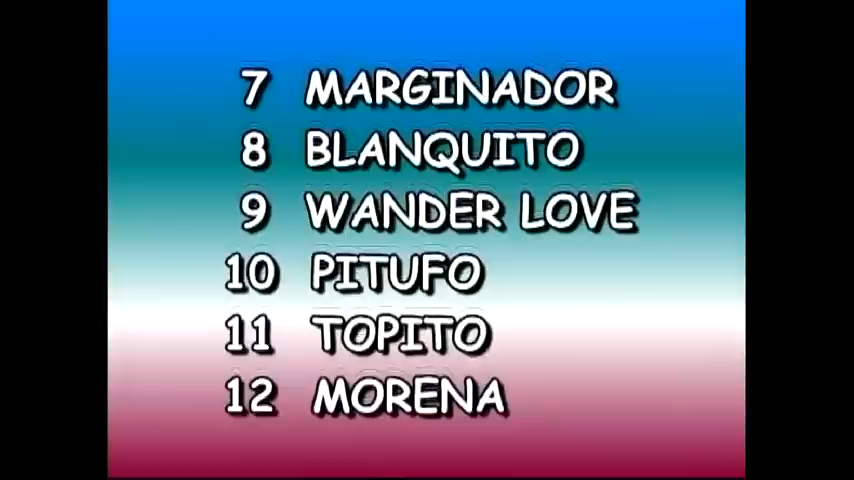 7 MARGINADOR
8 BLANQUITO
9 WANDER LOVE
10 PITUFO
11 TOPITO
12 MORENA